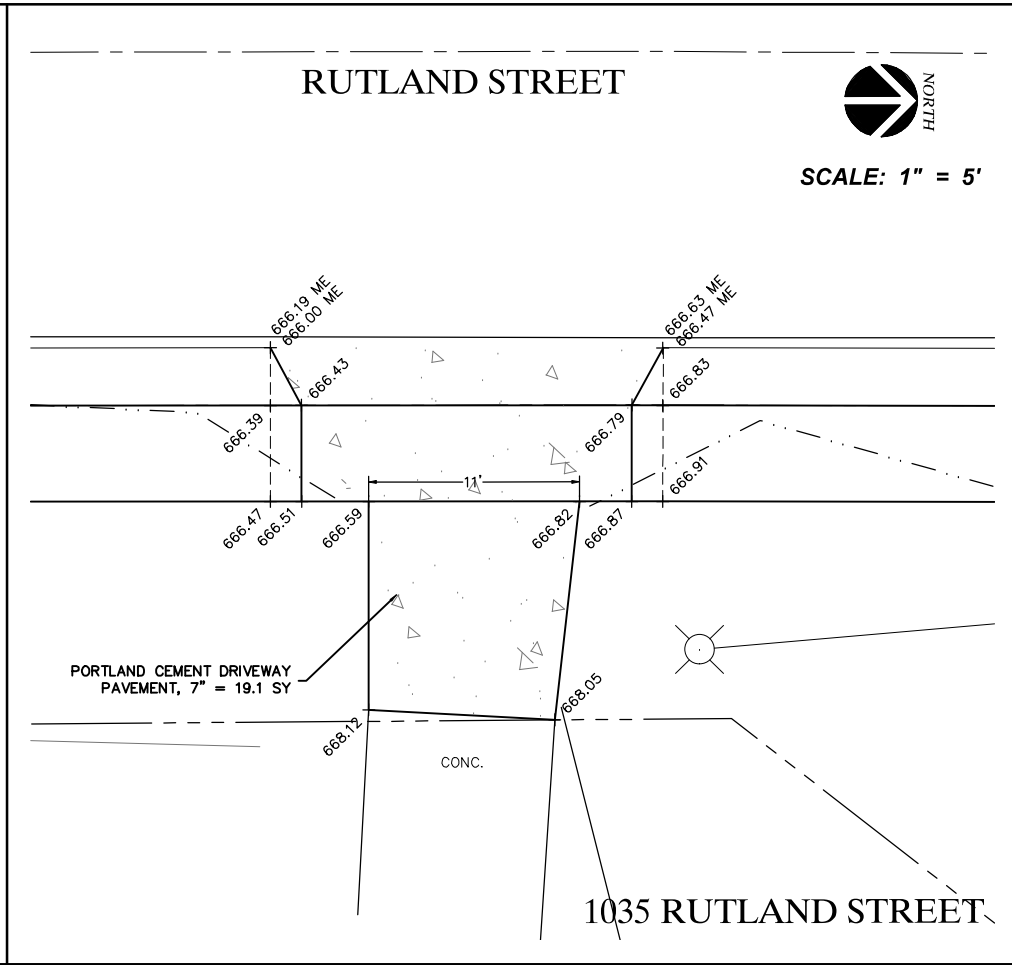 RUTLAND STREET
NORTH
SCALE: 1" = 5'
666.19 ME
666.00 ME
666.63 ME
666.47 ME
666.43
666.83
666.39
666.79
11'
666.91
666.47
666.51
666.59
666.82
666.87
PORTLAND CEMENT DRIVEWAY
PAVEMENT, 7" = 19.1 SY
668.05
668.12
CONC.
1035 RUTLAND STREET